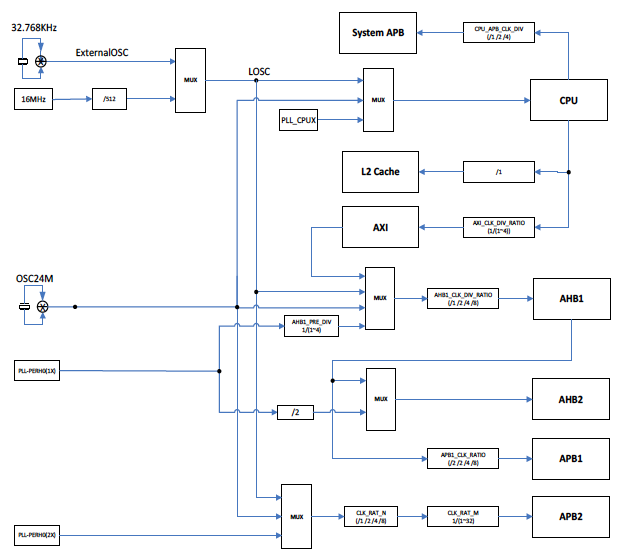 32.768KHz
ExternalOSC
16MHz
/512
MUX
LOSC
PLL_CPUX
MUX
System APB
CPU_APB_CLK_DIV
(/1 /2 /4)
CPU
L2 Cache
/1
AXI
AXI_CLK_DIV_RATIO
(1/(1~4))
OSC24M
AHB1_PRE_DIV
1/(1~4)
MUX
AHB1_CLK_DIV_RATIO
(/1 /2 /4 /8)
AHB1
PLL-PERH0(1X)
/2
MUX
AHB2
APB1_CLK_RATIO
(/2 /2 /4 /8)
APB1
PLL-PERH0(2X)
MUX
CLK_RAT_N
(/1 /2 /4 /8)
CLK_RAT_M
1/(1~32)
APB2